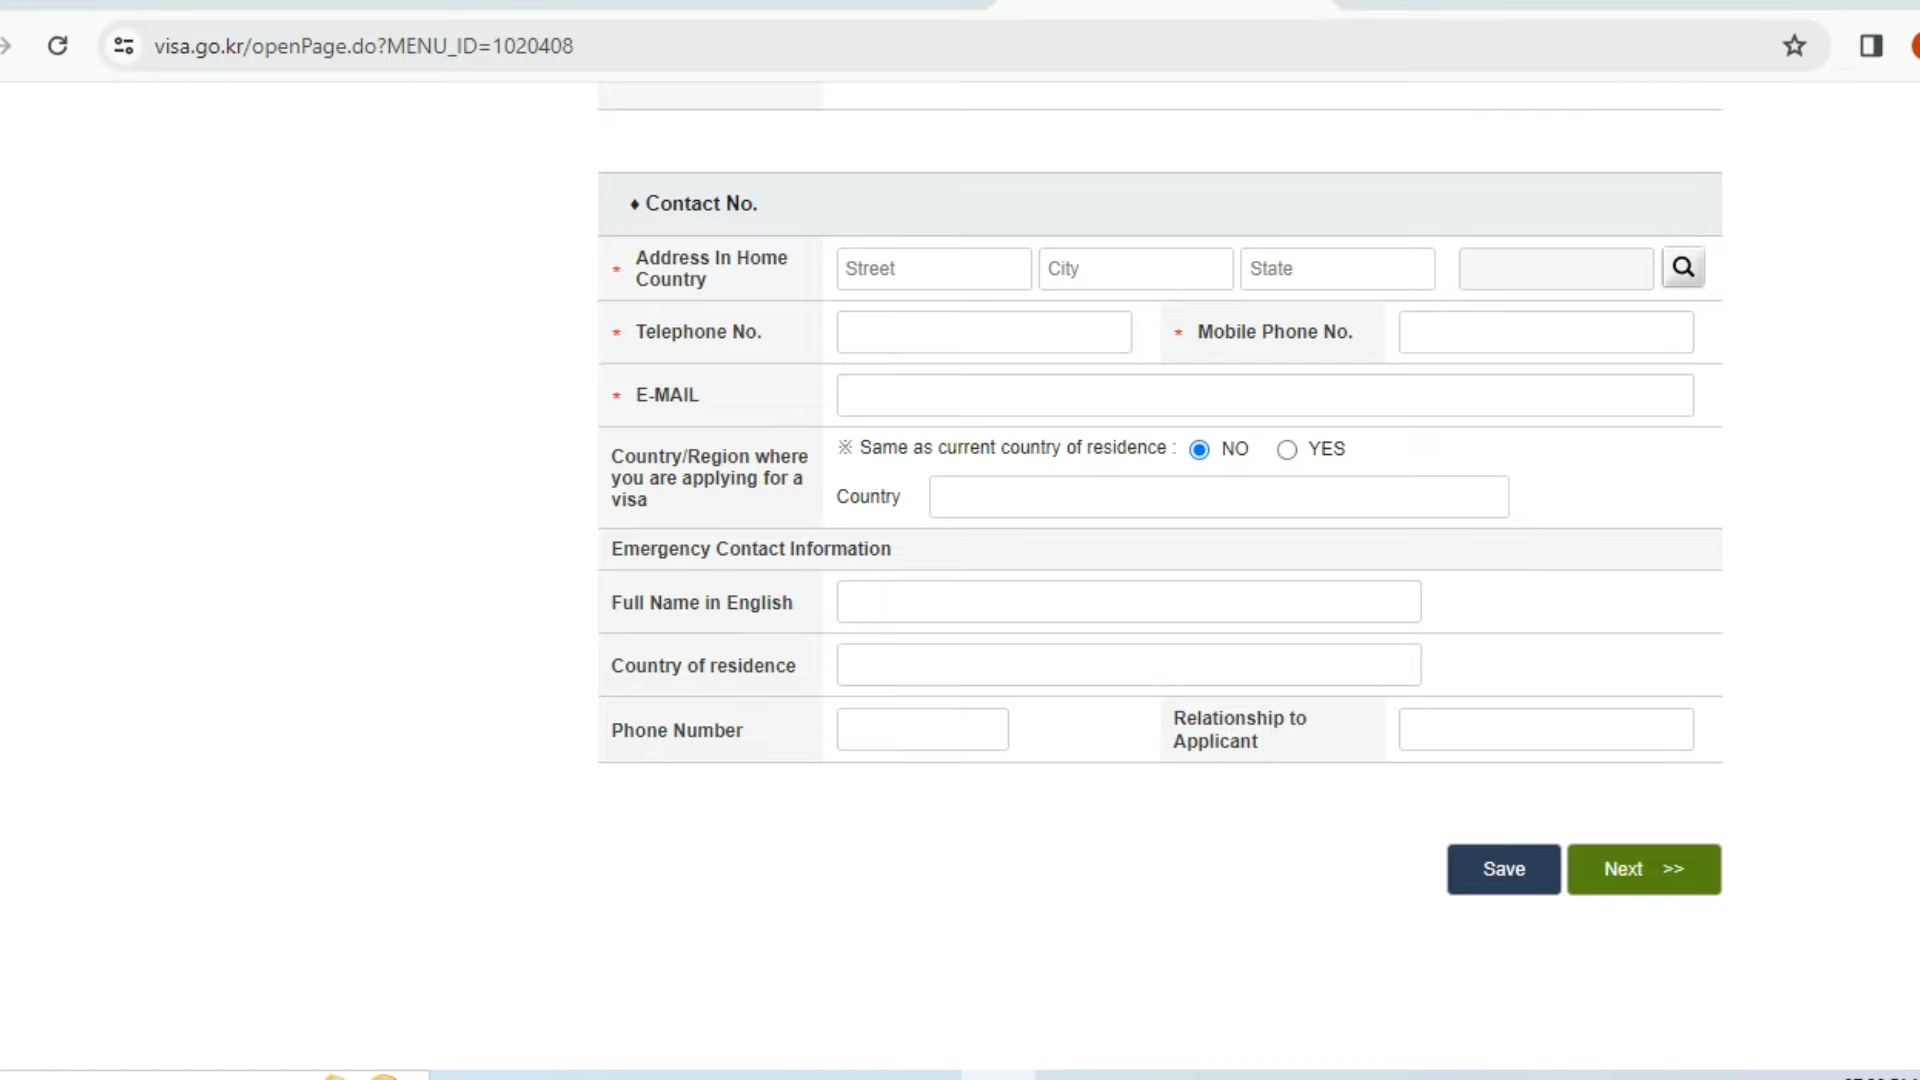 visa.go.kr/openPage.do?MENU_ID=1020408
♦ Contact No.
* Address In Home Country
Street
City
State
* Telephone No.
* Mobile Phone No.
* E-MAIL
Country/Region where you are applying for a visa
※ Same as current country of residence : NO YES
Country
Emergency Contact Information
Full Name in English
Country of residence
Phone Number
Relationship to Applicant
Save
Next >>